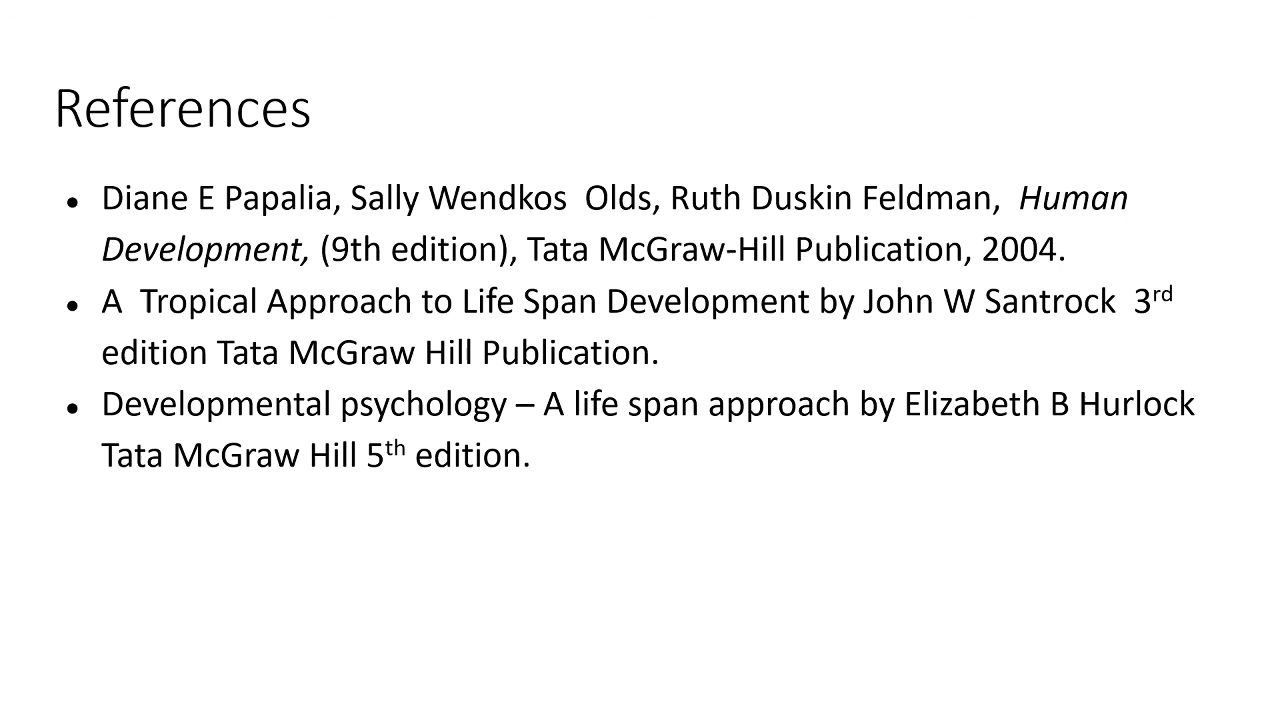 References
• Diane E Papalia, Sally Wendkos  Olds, Ruth Duskin Feldman,  Human
Development, (9th edition), Tata McGraw-Hill Publication, 2004.
• A  Tropical Approach to Life Span Development by John W Santrock  3rd
edition Tata McGraw Hill Publication.
• Developmental psychology – A life span approach by Elizabeth B Hurlock
Tata McGraw Hill 5th edition.